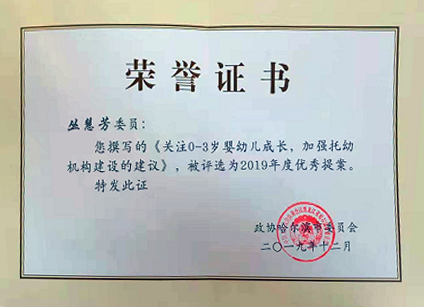 荣誉证书
丛慧芳委员：
您撰写的《关注0-3岁婴幼儿成长，加强托幼
机构建设的建议》，被评选为2019年度优秀提案。
特发此证
政协哈尔滨市委员会
二〇一九年十二月